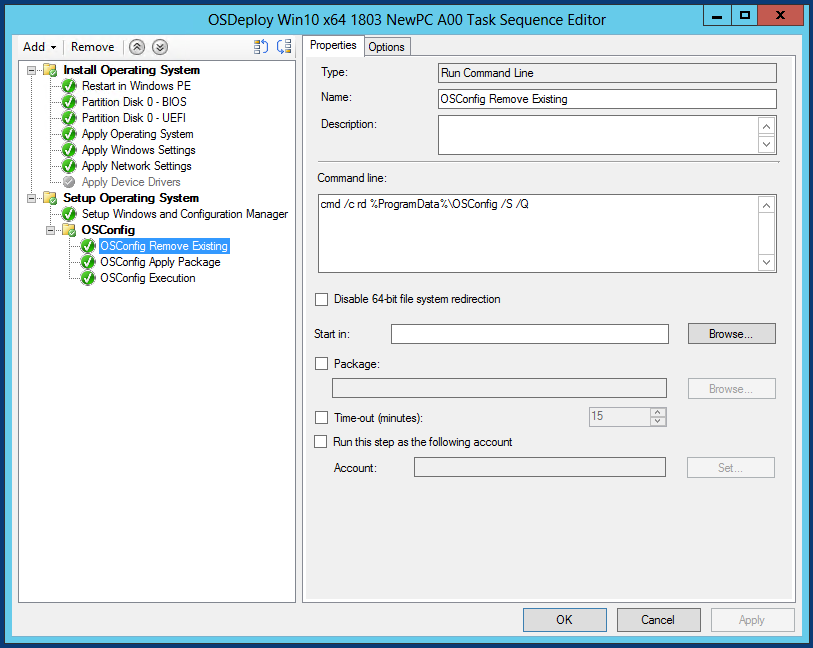 OSDeploy Win10 x64 1803 NewPC A00 Task Sequence Editor
Add
Remove
Install Operating System
Restart in Windows PE
Partition Disk 0 - BIOS
Partition Disk 0 - UEFI
Apply Operating System
Apply Windows Settings
Apply Network Settings
Apply Device Drivers
Setup Operating System
Setup Windows and Configuration Manager
OSConfig
OSConfig Remove Existing
OSConfig Apply Package
OSConfig Execution
Properties
Options
Type:
Run Command Line
Name:
OSConfig Remove Existing
Description:
Command line:
cmd /c rd %ProgramData%\OSConfig /S /Q
Disable 64-bit file system redirection
Start in:
Browse...
Package:
Browse...
Time-out (minutes):
15
Run this step as the following account
Account:
Set...
OK
Cancel
Apply